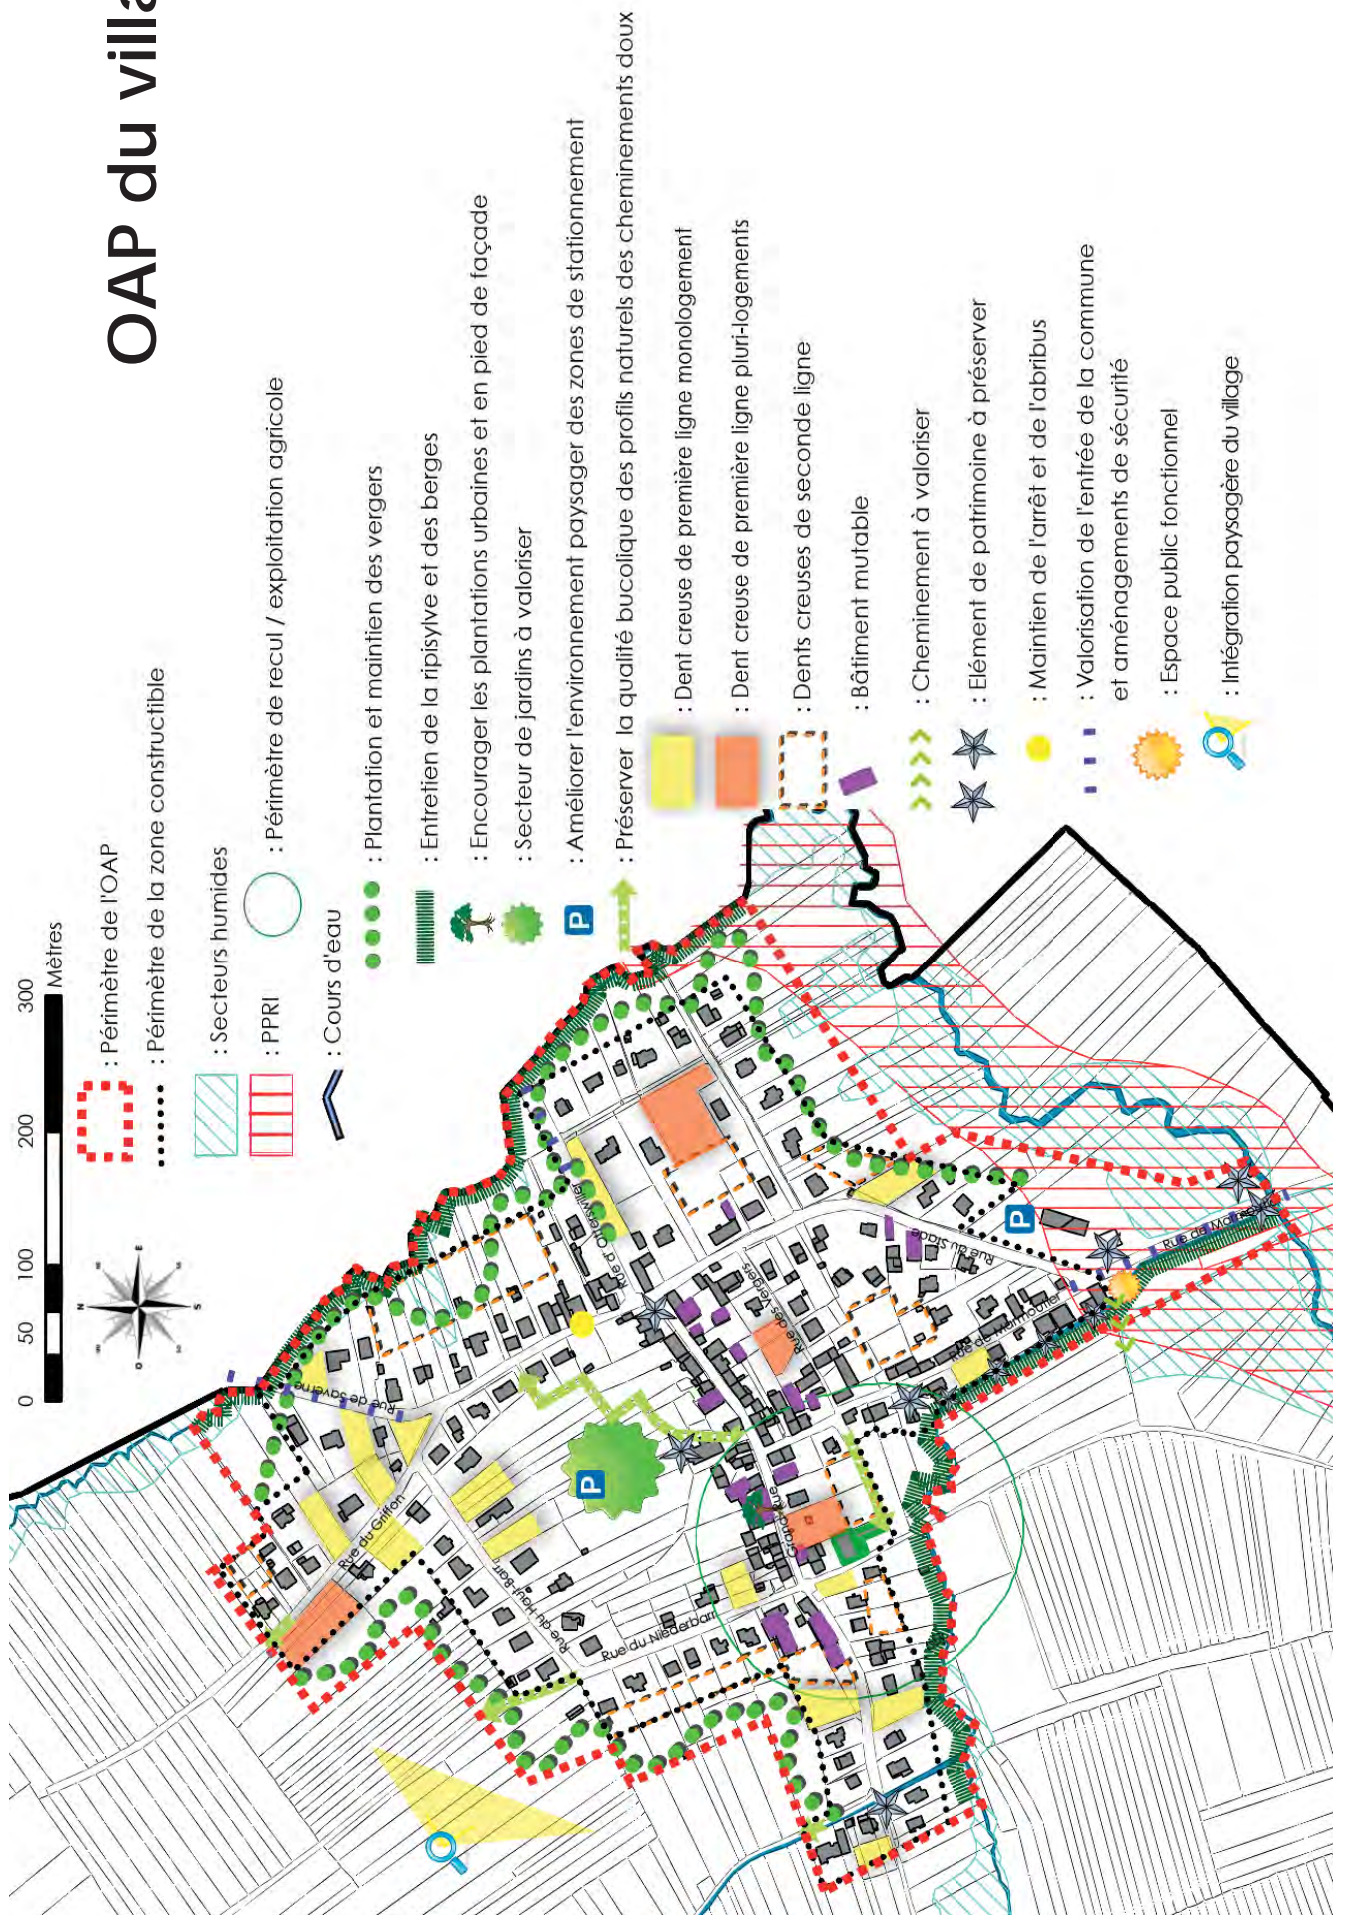 OAP du villa
0 50 100 200 300
Mètres
N
E
S
O
: Périmètre de l'OAP
: Périmètre de la zone constructible
: Secteurs humides
: PPRI
: Périmètre de recul / exploitation agricole
: Cours d'eau
: Plantation et maintien des vergers
: Entretien de la ripisylve et des berges
: Encourager les plantations urbaines et en pied de façade
: Secteur de jardins à valoriser
P
: Améliorer l'environnement paysager des zones de stationnement
: Préserver la qualité bucolique des profils naturels des cheminements doux
: Dent creuse de première ligne monologement
: Dent creuse de première ligne pluri-logements
: Dents creuses de seconde ligne
: Bâtiment mutable
: Cheminement à valoriser
: Elément de patrimoine à préserver
: Maintien de l'arrêt et de l'abribus
: Valorisation de l'entrée de la commune
et aménagements de sécurité
: Espace public fonctionnel
: Intégration paysagère du village
Rue de Saverne
Rue du Griffon
Rue du Haut-Barr
Rue du Niederbarr
Rue d'Otterswiller
Grand-Rue
Rue des Vergers
Rue du Stade
Rue de Marmoutier
Rue de
P
P